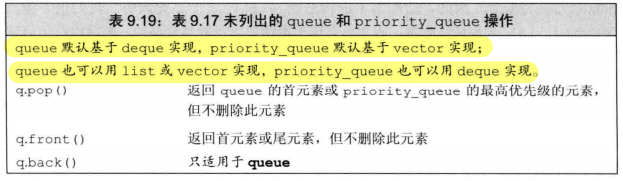 表 9.19：表 9.17 未列出的 queue 和 priority_queue 操作
queue 默认基于 deque 实现，priority_queue 默认基于 vector 实现；
queue 也可以用 list 或 vector 实现，priority_queue 也可以用 deque 实现。
q.pop() 返回 queue 的首元素或 priority_queue 的最高优先级的元素，
但不删除此元素
q.front() 返回首元素或尾元素，但不删除此元素
q.back() 只适用于 queue